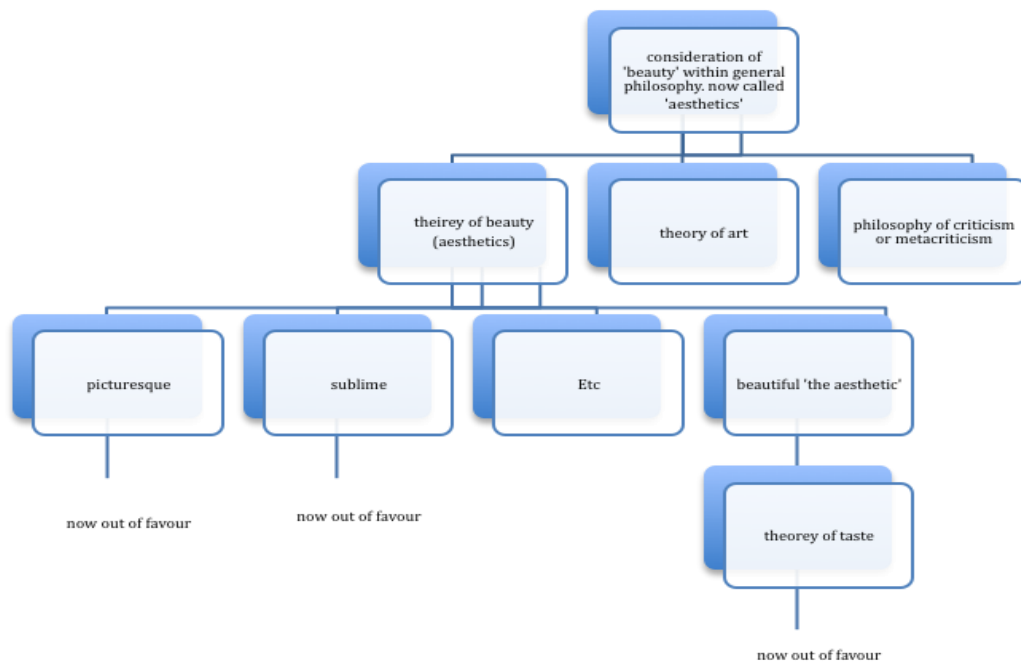 consideration of
'beauty' within general
philosophy. now called
'aesthetics'
theirey of beauty
(aesthetics)
theory of art
philosophy of criticism
or metacriticism
picturesque
sublime
Etc
beautiful 'the aesthetic'
now out of favour
now out of favour
theorey of taste
now out of favour